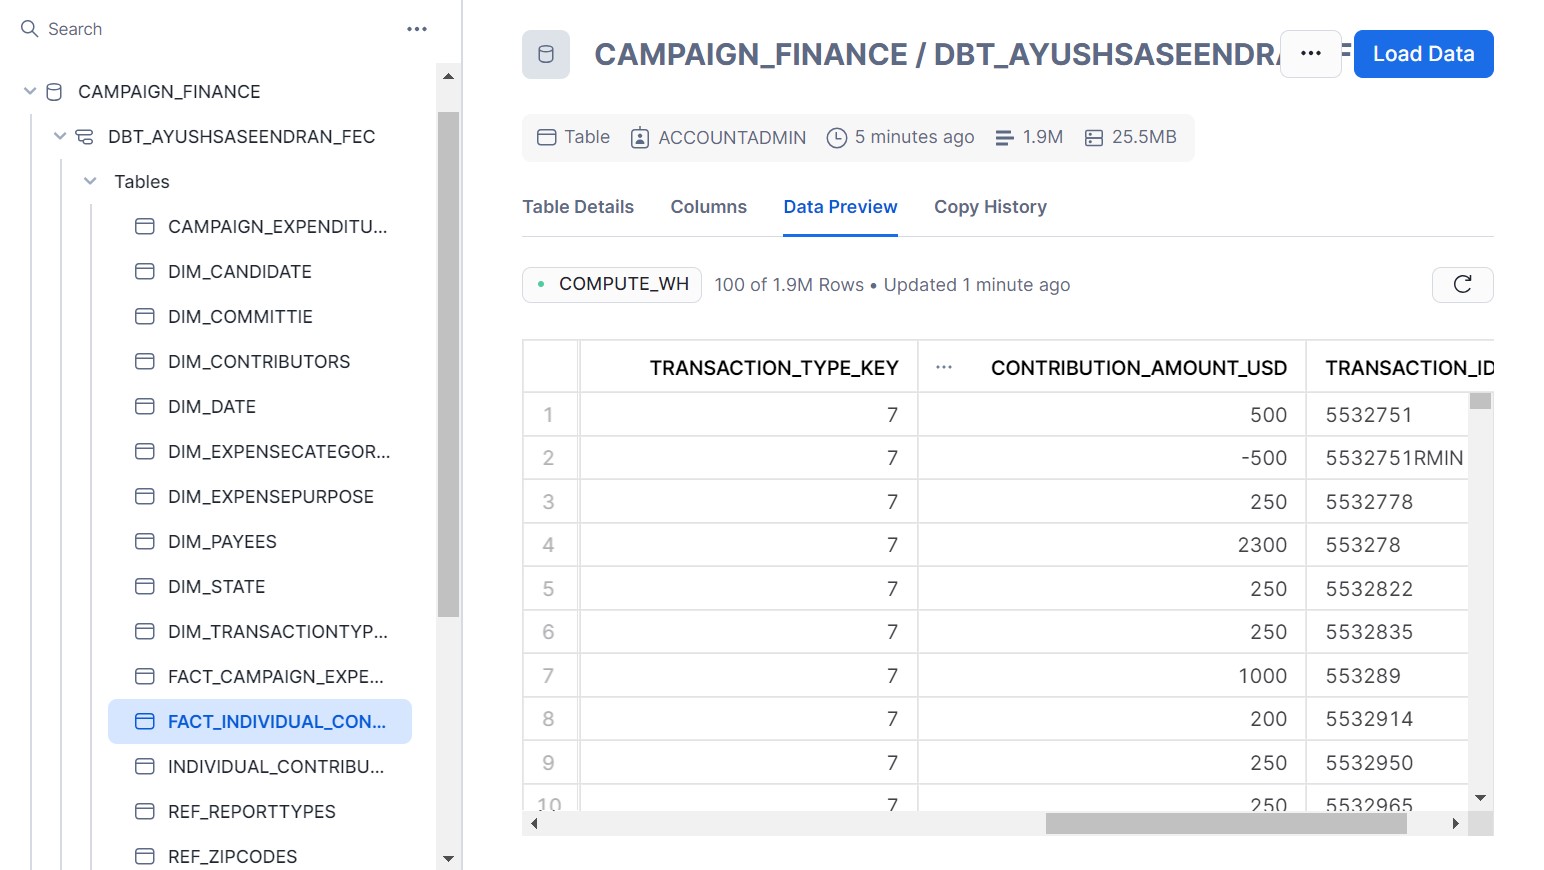 Search
CAMPAIGN_FINANCE
DBT_AYUSHSASEENDRAN_FEC
Tables
CAMPAIGN_EXPENDITU...
DIM_CANDIDATE
DIM_COMMITTIE
DIM_CONTRIBUTORS
DIM_DATE
DIM_EXPENSECATEGOR...
DIM_EXPENSEPURPOSE
DIM_PAYEES
DIM_STATE
DIM_TRANSACTIONTYP...
FACT_CAMPAIGN_EXPE...
FACT_INDIVIDUAL_CON...
INDIVIDUAL_CONTRIBU...
REF_REPORTTYPES
REF_ZIPCODES
CAMPAIGN_FINANCE / DBT_AYUSHSASEENDRA
Load Data
Table ACCOUNTADMIN 5 minutes ago 1.9M 25.5MB
Table Details Columns Data Preview Copy History
COMPUTE_WH 100 of 1.9M Rows • Updated 1 minute ago
TRANSACTION_TYPE_KEY ... CONTRIBUTION_AMOUNT_USD TRANSACTION_ID
1 7 500 5532751
2 7 -500 5532751RMIN
3 7 250 5532778
4 7 2300 553278
5 7 250 5532822
6 7 250 5532835
7 7 1000 553289
8 7 200 5532914
9 7 250 5532950
10 7 250 5532965